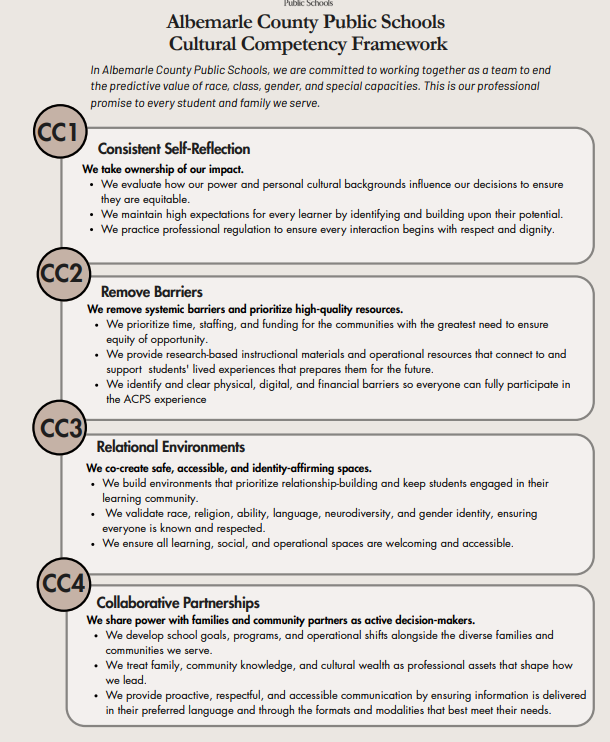 Public Schools
Albemarle County Public Schools
Cultural Competency Framework
In Albemarle County Public Schools, we are committed to working together as a team to end
the predictive value of race, class, gender, and special capacities. This is our professional
promise to every student and family we serve.
CC1
Consistent Self-Reflection
We take ownership of our impact.
• We evaluate how our power and personal cultural backgrounds influence our decisions to ensure
they are equitable.
• We maintain high expectations for every learner by identifying and building upon their potential.
• We practice professional regulation to ensure every interaction begins with respect and dignity.
CC2
Remove Barriers
We remove systemic barriers and prioritize high-quality resources.
• We prioritize time, staffing, and funding for the communities with the greatest need to ensure
equity of opportunity.
• We provide research-based instructional materials and operational resources that connect to and
support students' lived experiences that prepares them for the future.
• We identify and clear physical, digital, and financial barriers so everyone can fully participate in
the ACPS experience
CC3
Relational Environments
We co-create safe, accessible, and identity-affirming spaces.
• We build environments that prioritize relationship-building and keep students engaged in their
learning community.
• We validate race, religion, ability, language, neurodiversity, and gender identity, ensuring
everyone is known and respected.
• We ensure all learning, social, and operational spaces are welcoming and accessible.
CC4
Collaborative Partnerships
We share power with families and community partners as active decision-makers.
• We develop school goals, programs, and operational shifts alongside the diverse families and
communities we serve.
• We treat family, community knowledge, and cultural wealth as professional assets that shape how
we lead.
• We provide proactive, respectful, and accessible communication by ensuring information is delivered
in their preferred language and through the formats and modalities that best meet their needs.